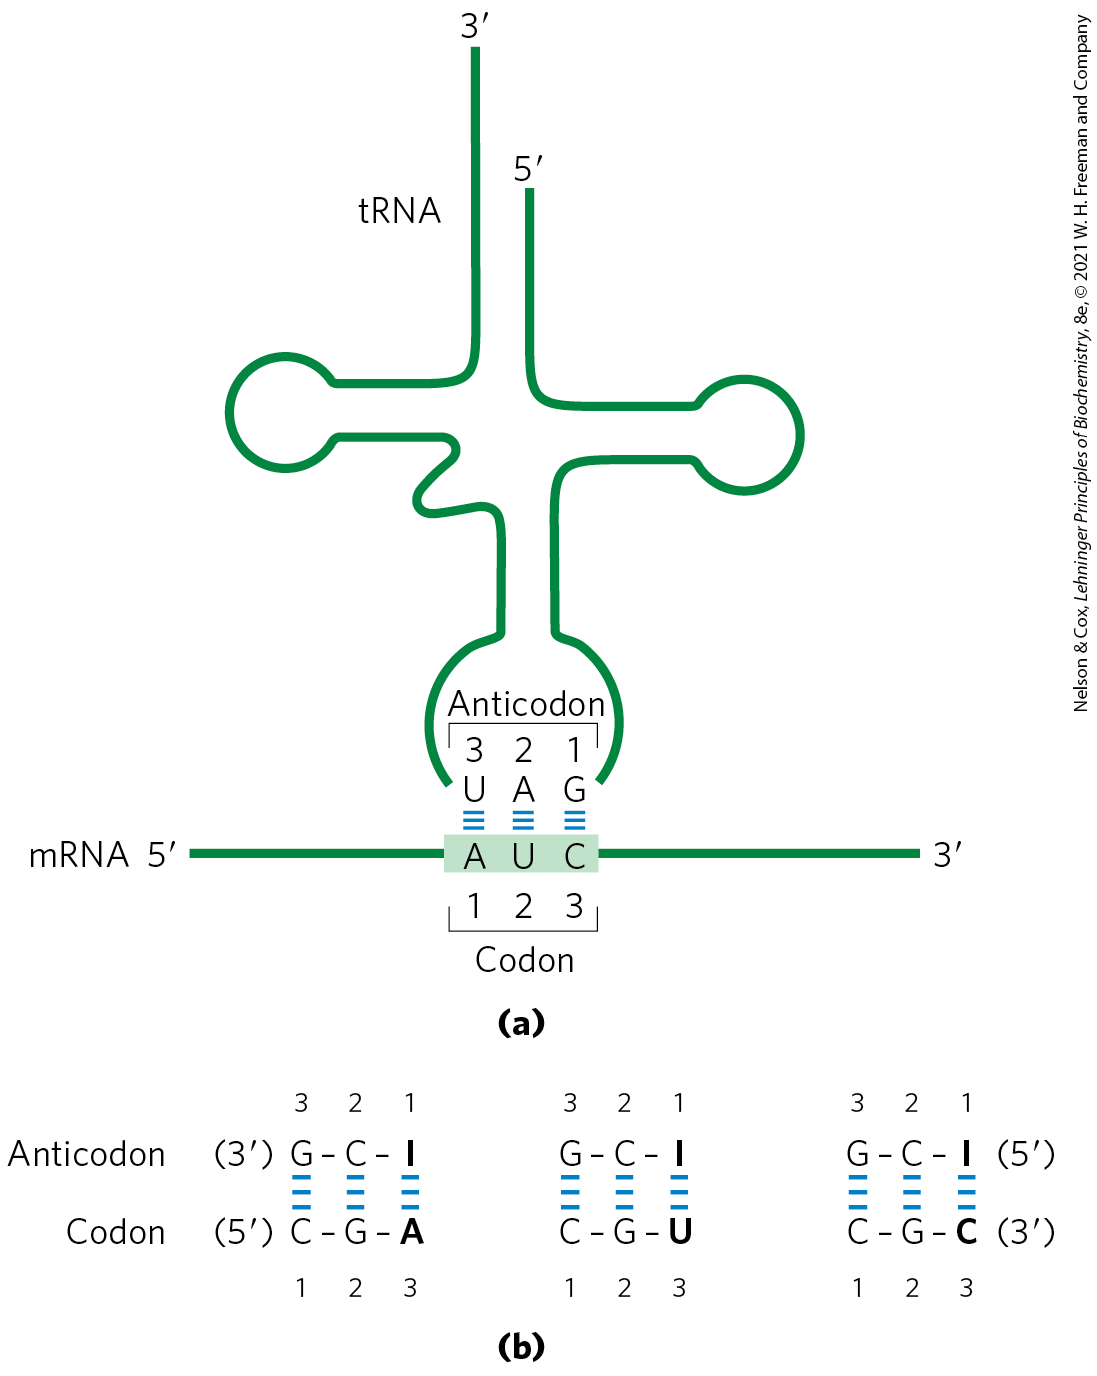 3′
5′
tRNA
Anticodon
3 2 1
U A G
mRNA 5′ A U C 3′
1 2 3
Codon
(a)
3 2 1 3 2 1 3 2 1
Anticodon (3′) G – C – I G – C – I G – C – I (5′)
Codon (5′) C – G – A C – G – U C – G – C (3′)
1 2 3 1 2 3 1 2 3
(b)
Nelson & Cox, Lehninger Principles of Biochemistry, 8e, © 2021 W. H. Freeman and Company